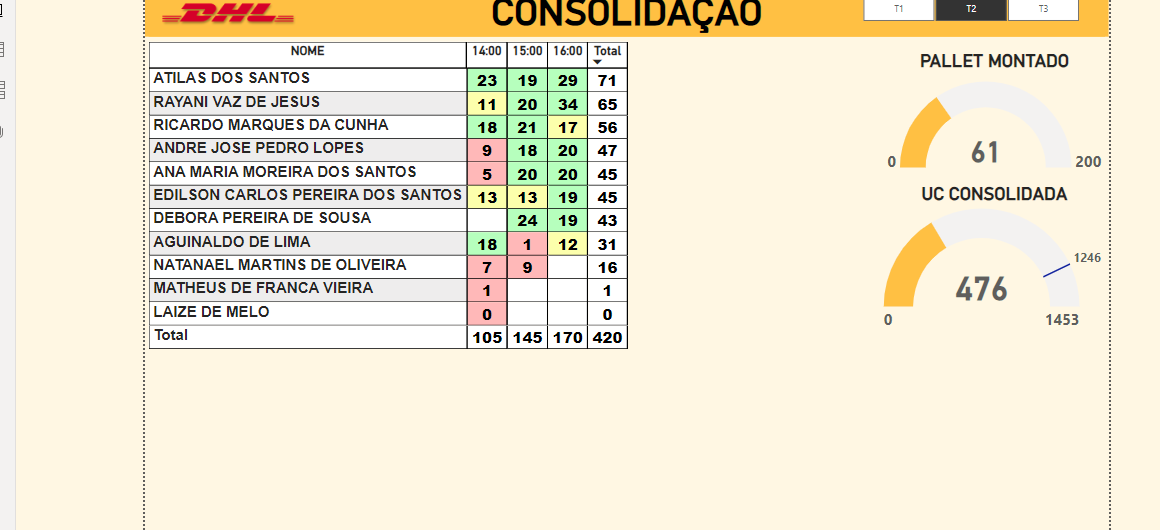 DHL
CONSOLIDAÇÃO
T1 T2 T3
NOME 14:00 15:00 16:00 Total
ATILAS DOS SANTOS 23 19 29 71
RAYANI VAZ DE JESUS 11 20 34 65
RICARDO MARQUES DA CUNHA 18 21 17 56
ANDRE JOSE PEDRO LOPES 9 18 20 47
ANA MARIA MOREIRA DOS SANTOS 5 20 20 45
EDILSON CARLOS PEREIRA DOS SANTOS 13 13 19 45
DEBORA PEREIRA DE SOUSA 24 19 43
AGUINALDO DE LIMA 18 1 12 31
NATANAEL MARTINS DE OLIVEIRA 7 9 16
MATHEUS DE FRANCA VIEIRA 1 1
LAIZE DE MELO 0 0
Total 105 145 170 420
PALLET MONTADO
61
0 200
UC CONSOLIDADA
1246
476
0 1453